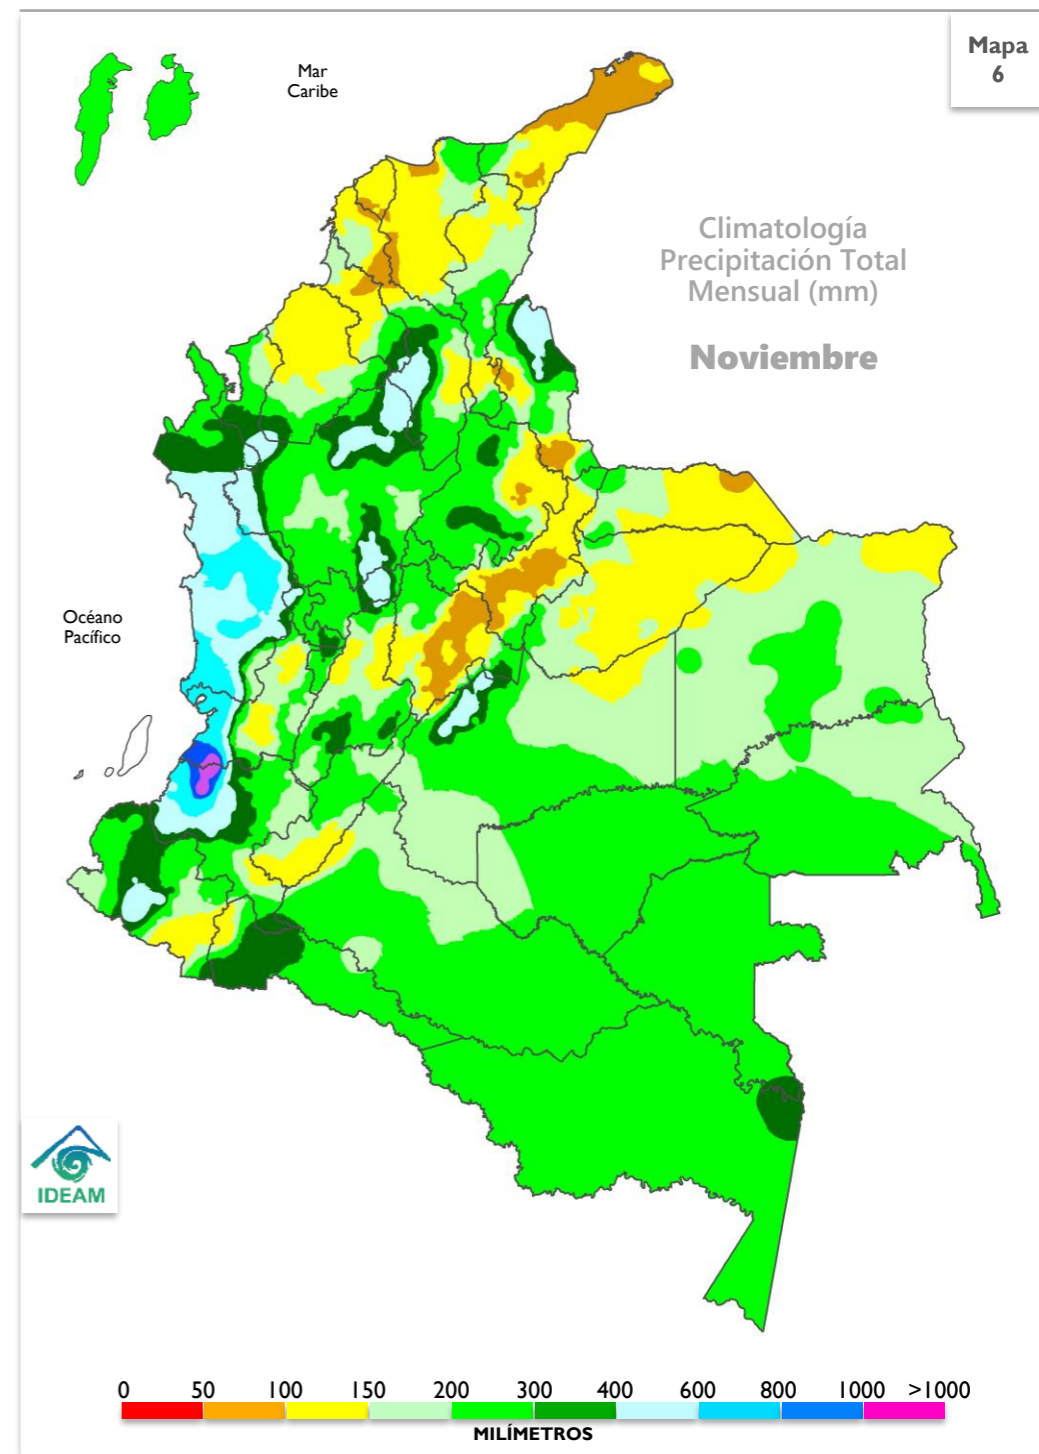 Mapa
6
Mar
Caribe
Climatología
Precipitación Total
Mensual (mm)
Noviembre
Océano
Pacífico
IDEAM
0 50 100 150 200 300 400 600 800 1000 >1000
MILÍMETROS